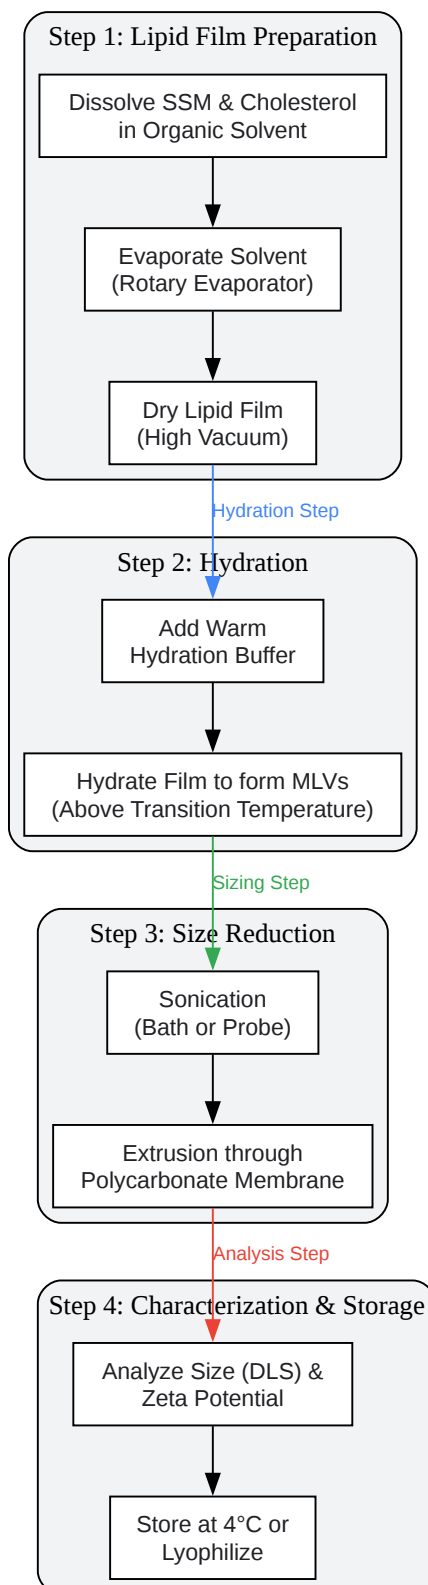 Step 1: Lipid Film Preparation
Dissolve SSM & Cholesterol
in Organic Solvent
Evaporate Solvent
(Rotary Evaporator)
Dry Lipid Film
(High Vacuum)
Hydration Step
Step 2: Hydration
Add Warm
Hydration Buffer
Hydrate Film to form MLVs
(Above Transition Temperature)
Sizing Step
Step 3: Size Reduction
Sonication
(Bath or Probe)
Extrusion through
Polycarbonate Membrane
Analysis Step
Step 4: Characterization & Storage
Analyze Size (DLS) &
Zeta Potential
Store at 4°C or
Lyophilize